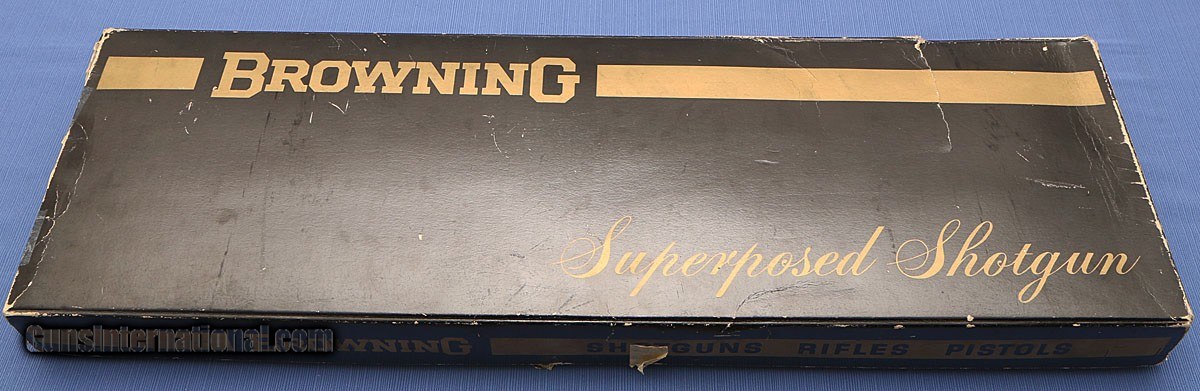 BROWNING
Superposed Shotgun
GunsInternational.com
BROWNING SHOTGUNS RIFLES PISTOLS